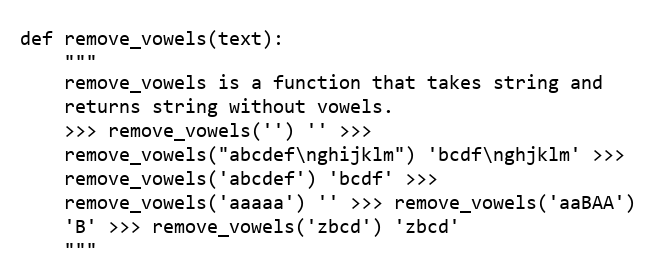 def remove_vowels(text):
    """
    remove_vowels is a function that takes string and
    returns string without vowels.
    >>> remove_vowels('') '' >>>
    remove_vowels("abcdef\nghijklm") 'bcdf\nghjklm' >>>
    remove_vowels('abcdef') 'bcdf' >>>
    remove_vowels('aaaaa') '' >>> remove_vowels('aaBAA')
    'B' >>> remove_vowels('zbcd') 'zbcd'
    """